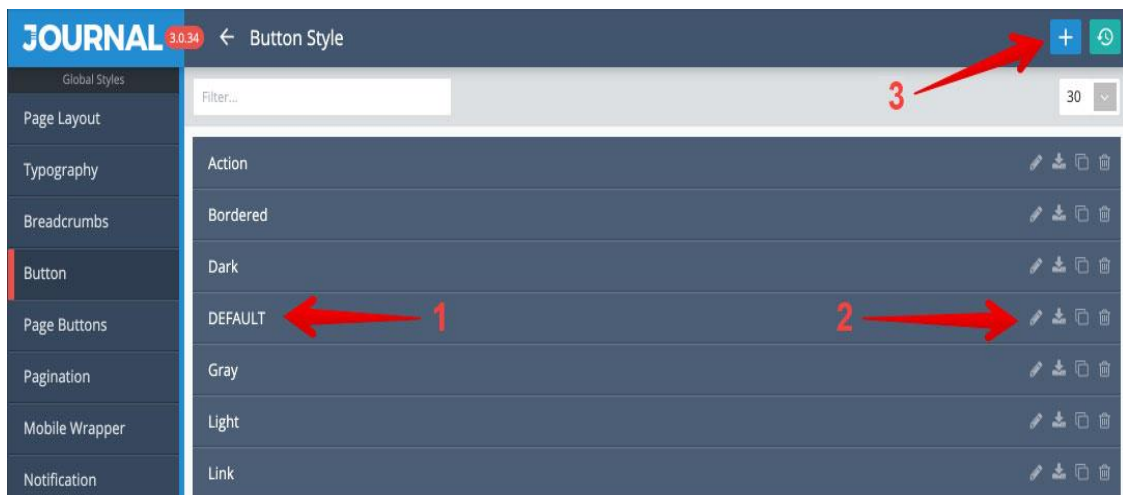 JOURNAL 3.0.34 Button Style
Global Styles
Filter...
3
30
Page Layout
Typography
Breadcrumbs
Button
Page Buttons
Pagination
Mobile Wrapper
Notification
Action
Bordered
Dark
DEFAULT 1 2
Gray
Light
Link